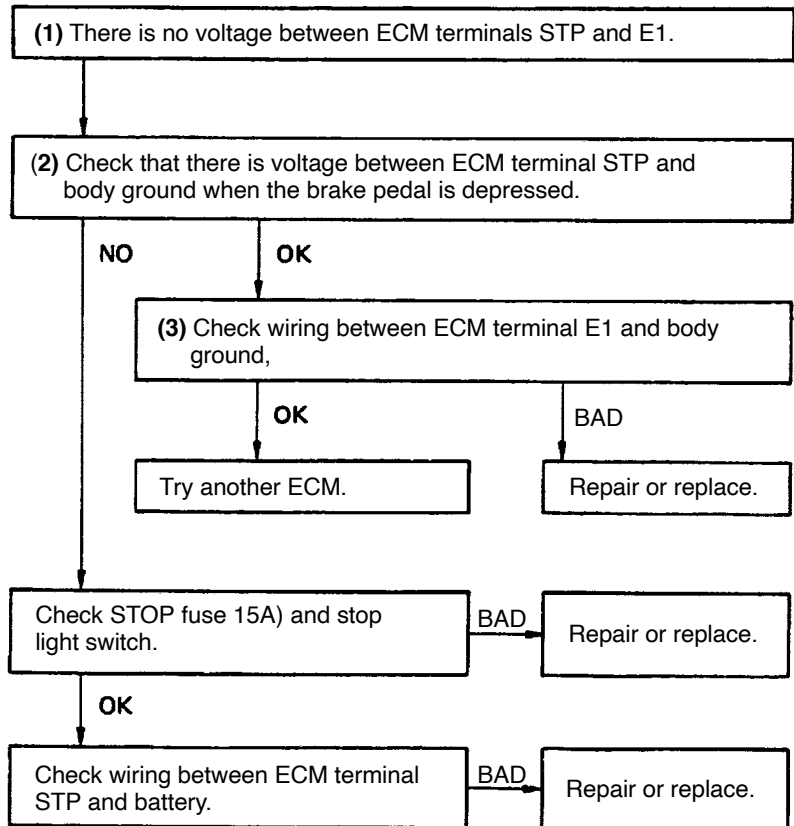 (1) There is no voltage between ECM terminals STP and E1.
(2) Check that there is voltage between ECM terminal STP and
body ground when the brake pedal is depressed.
NO
OK
(3) Check wiring between ECM terminal E1 and body
ground,
OK
BAD
Try another ECM.
Repair or replace.
Check STOP fuse 15A) and stop
light switch.
BAD
Repair or replace.
OK
Check wiring between ECM terminal
STP and battery.
BAD
Repair or replace.